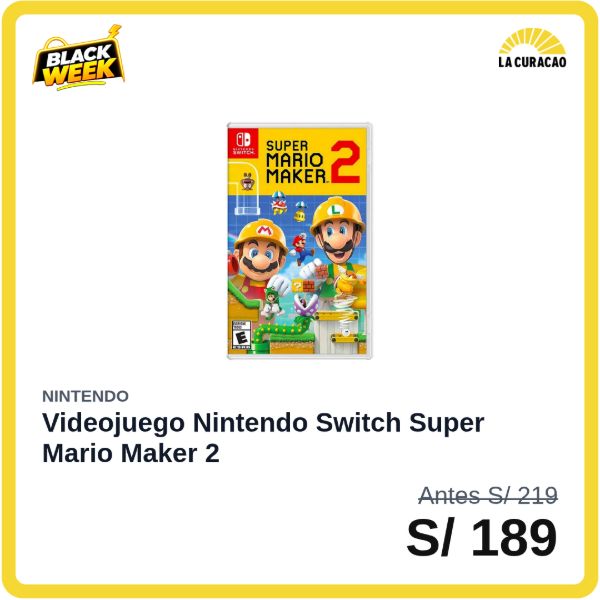 BLACK
WEEK
LA CURACAO
NINTENDO
SWITCH
SUPER
MARIO
MAKER 2
M
L
?
E
NINTENDO
Videojuego Nintendo Switch Super
Mario Maker 2
Antes S/ 219
S/ 189